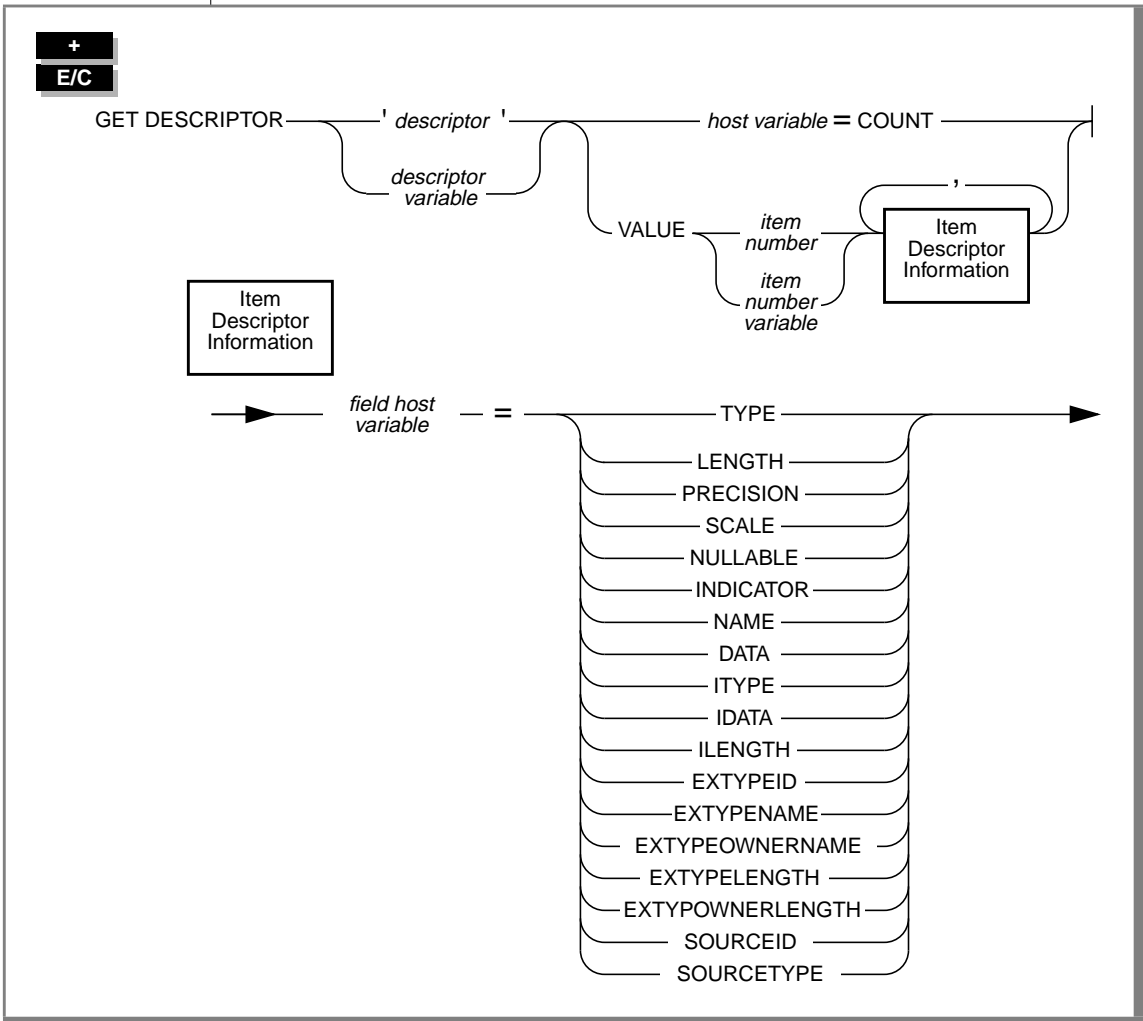 +
E/C
GET DESCRIPTOR ' descriptor ' host variable = COUNT
descriptor
variable
VALUE item
number
item
number
variable
,
Item
Descriptor
Information
Item
Descriptor
Information
field host
variable
=
TYPE
LENGTH
PRECISION
SCALE
NULLABLE
INDICATOR
NAME
DATA
ITYPE
IDATA
ILENGTH
EXTYPEID
EXTYPENAME
EXTYPEOWNERNAME
EXTYPELENGTH
EXTYPOWNERLENGTH
SOURCEID
SOURCETYPE